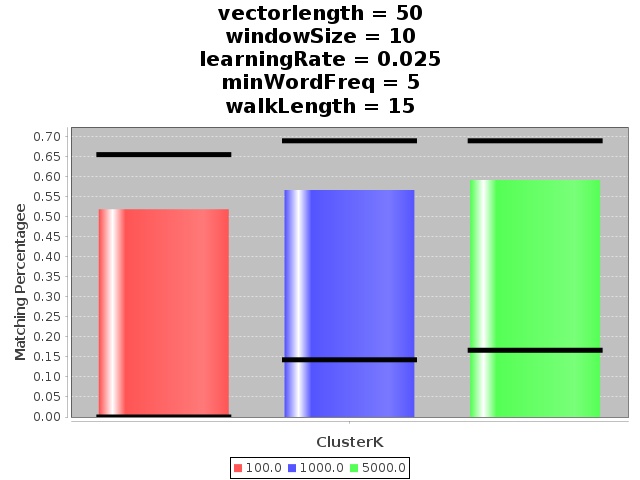 vectorlength = 50
windowSize = 10
learningRate = 0.025
minWordFreq = 5
walkLength = 15
0.70
0.65
0.60
0.55
0.50
0.45
0.40
0.35
0.30
0.25
0.20
0.15
0.10
0.05
0.00
Matching Percentagee
ClusterK
100.0 1000.0 5000.0